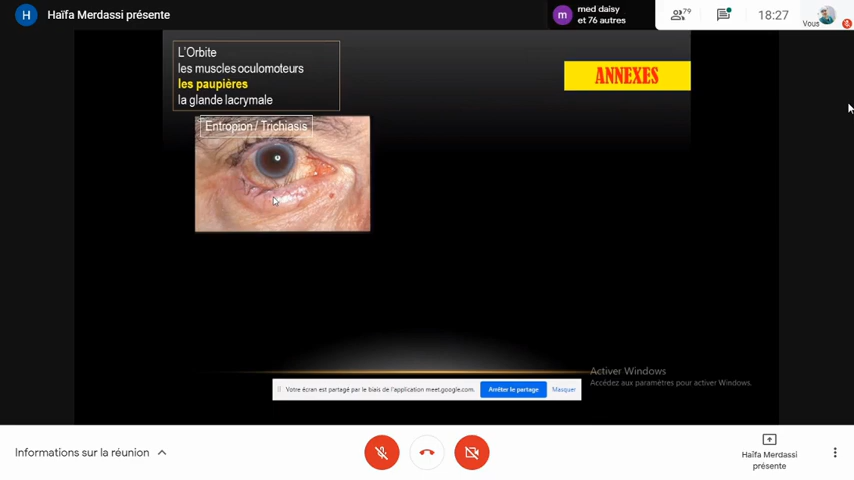 H
Haïfa Merdassi présente
m
med daisy
et 76 autres
79
18:27
Vous
L'Orbite
les muscles oculomoteurs
les paupières
la glande lacrymale
ANNEXES
Entropion / Trichiasis
Activer Windows
Accédez aux paramètres pour activer Windows.
Votre écran est partagé par le biais de l'application meet.google.com.
Arrêter le partage
Masquer
Informations sur la réunion
Haïfa Merdassi
présente